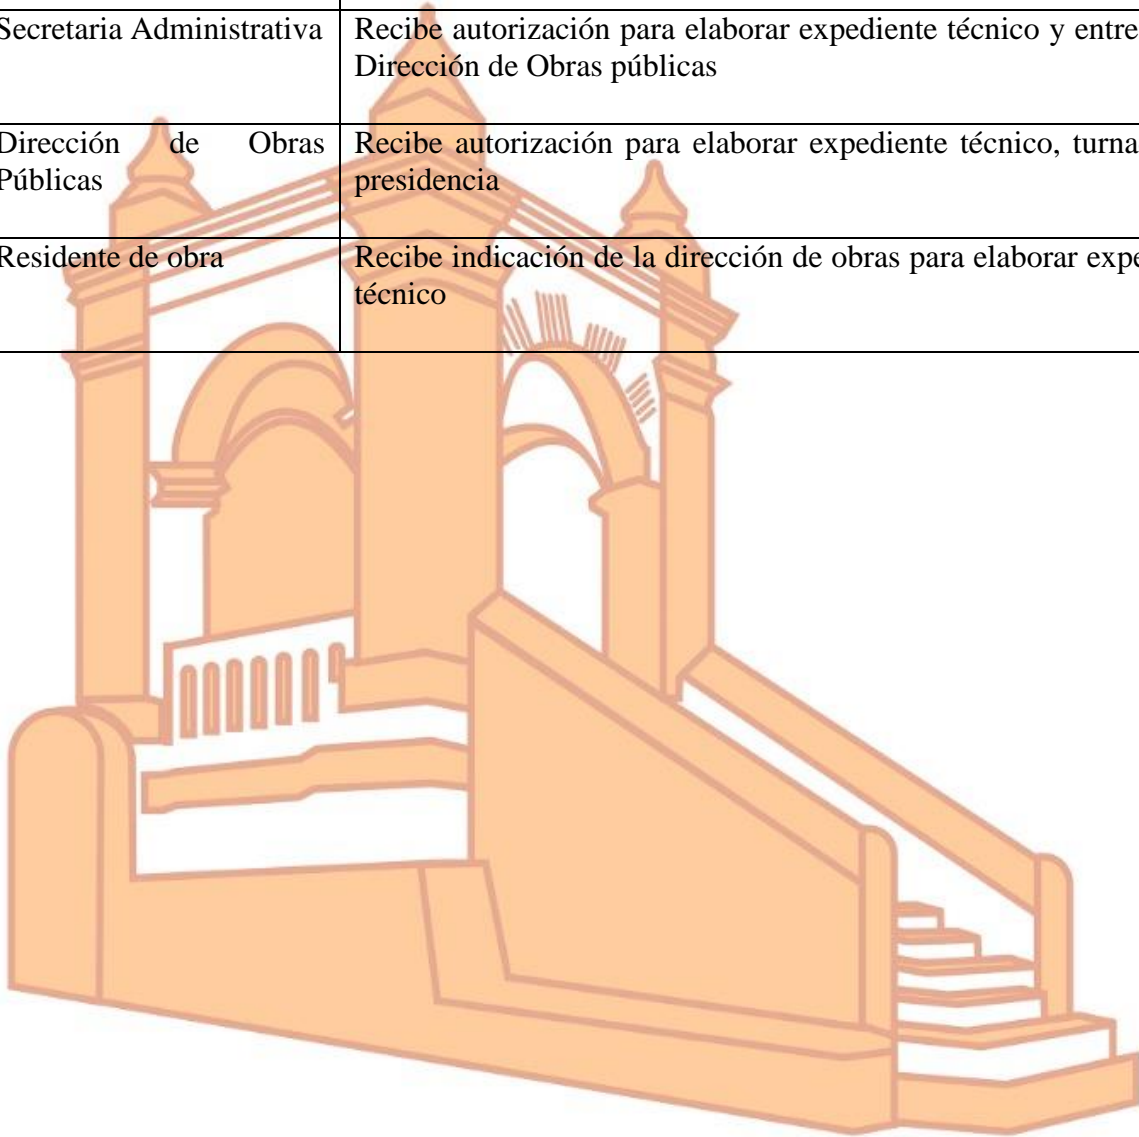 Secretaria Administrativa
Recibe autorización para elaborar expediente técnico y entre
Dirección de Obras públicas
Dirección de Obras
Públicas
Recibe autorización para elaborar expediente técnico, turna
presidencia
Residente de obra
Recibe indicación de la dirección de obras para elaborar expe
técnico